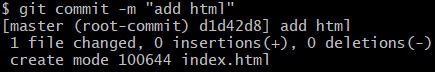 $ git commit -m "add html"
[master (root-commit) d1d42d8] add html
 1 file changed, 0 insertions(+), 0 deletions(-)
 create mode 100644 index.html